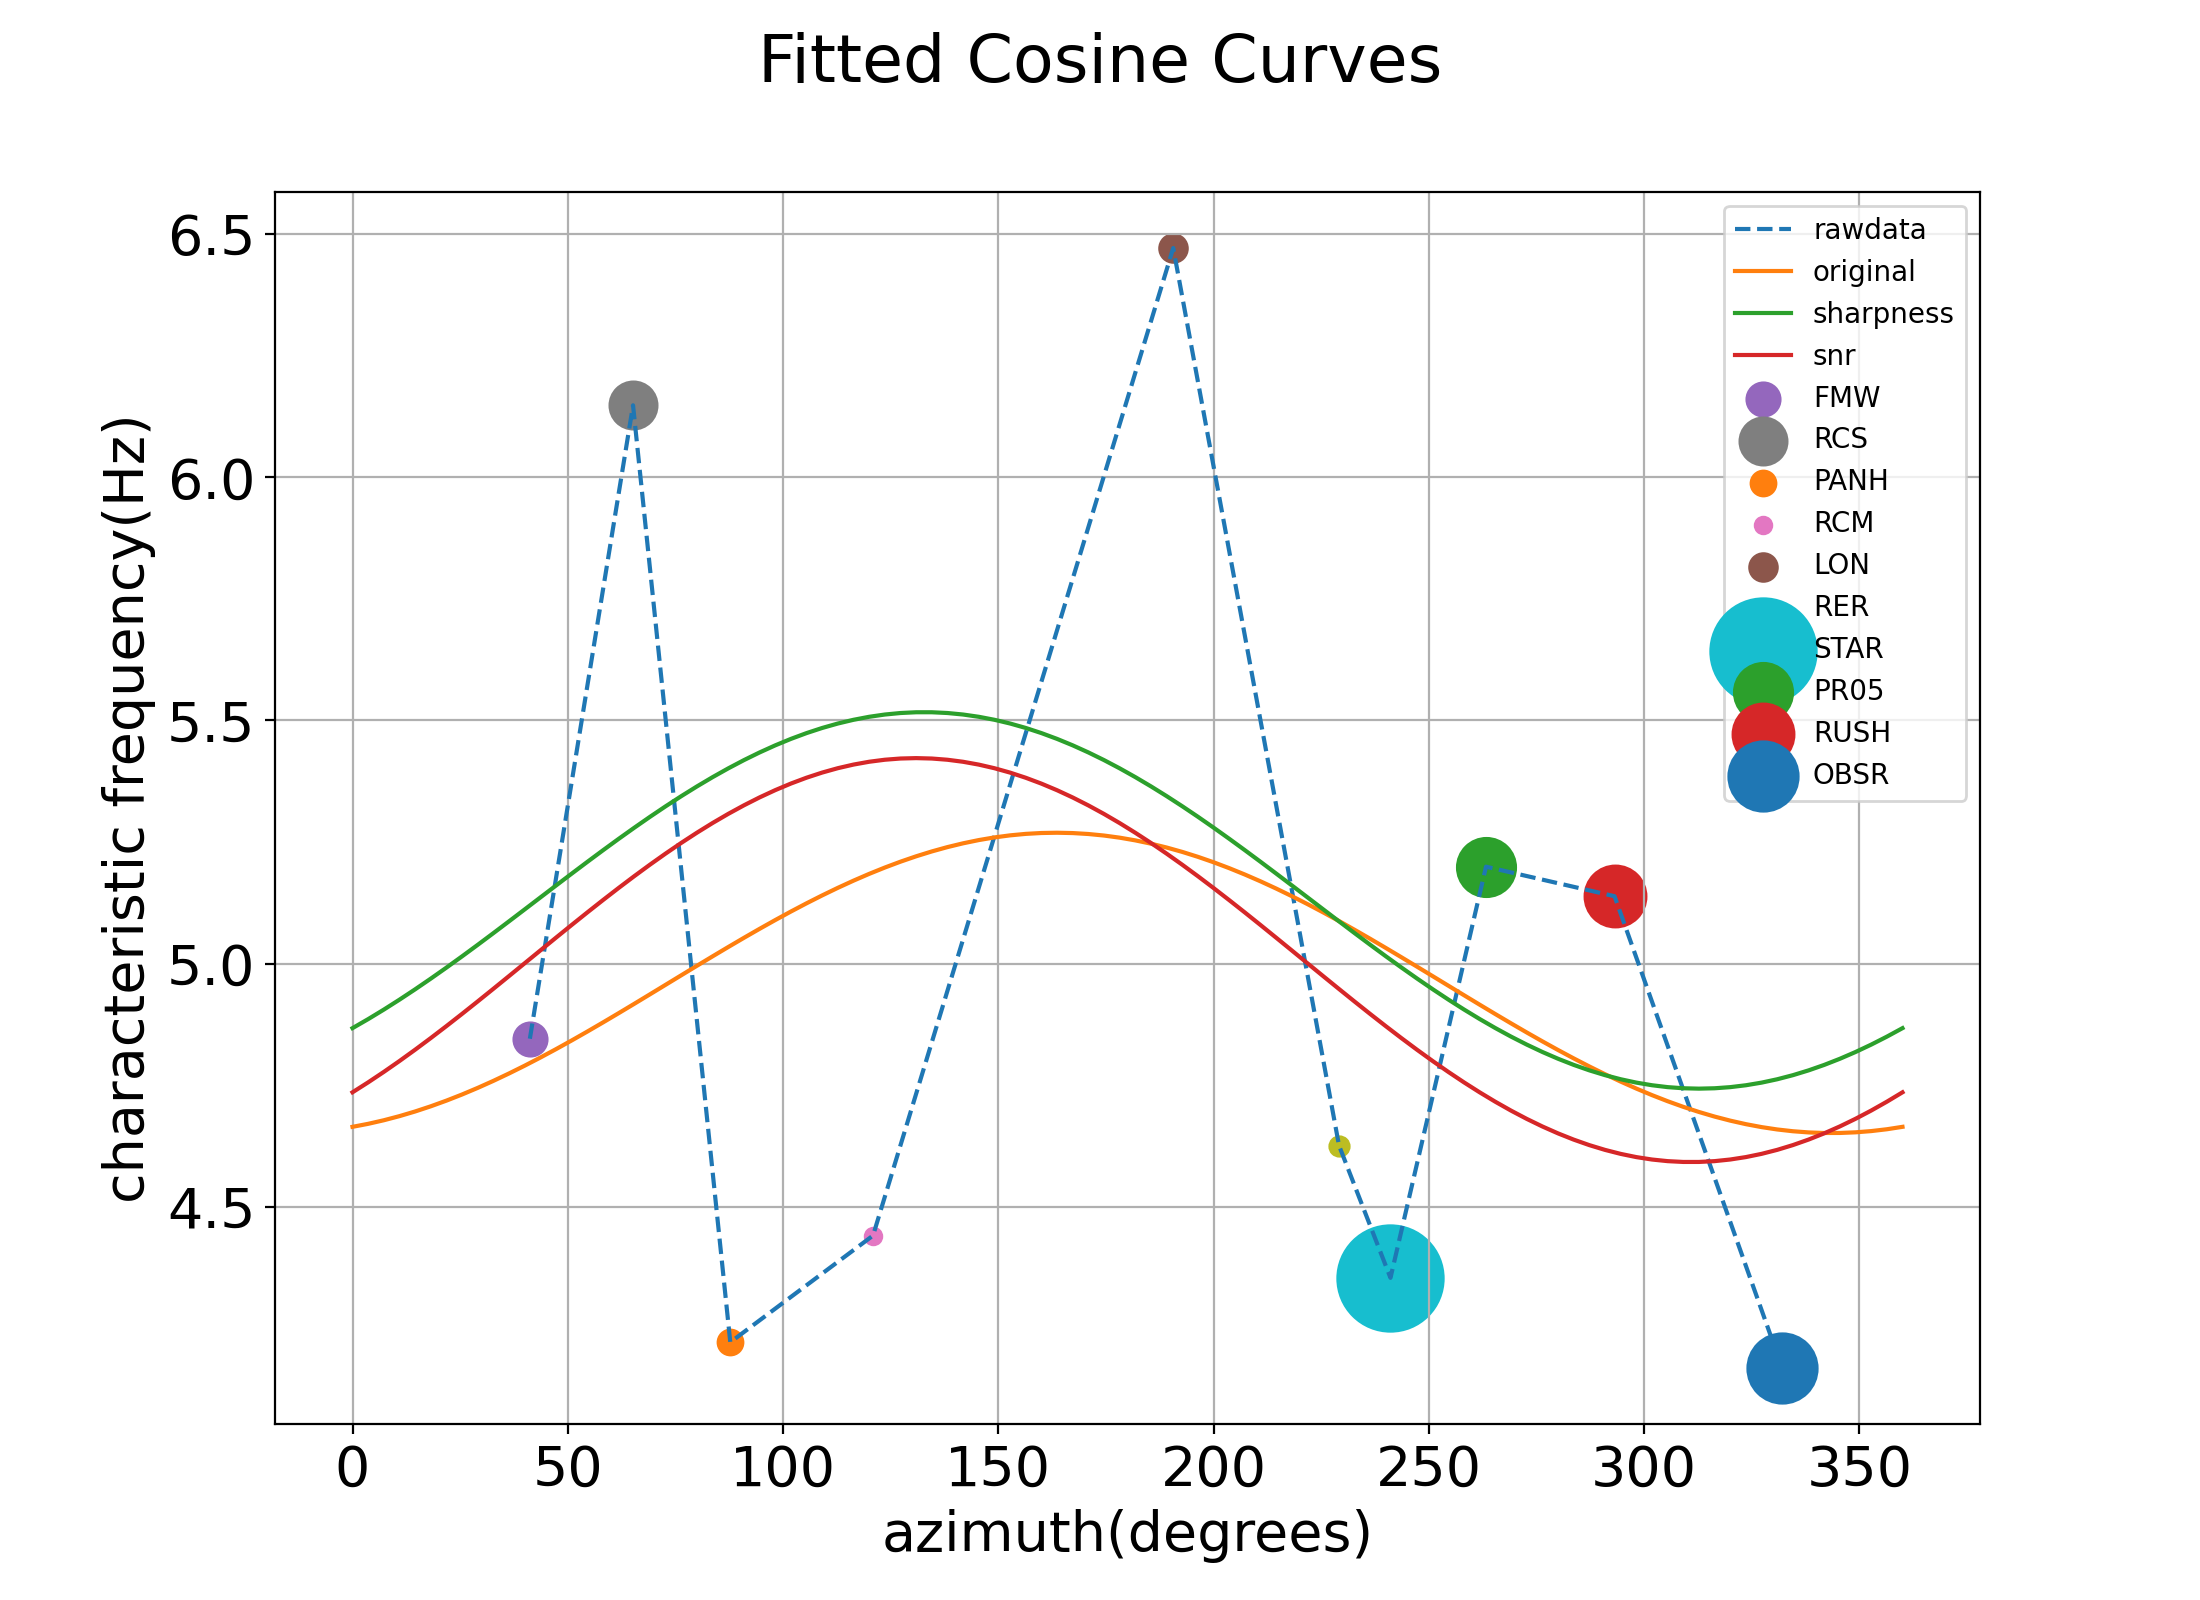 Fitted Cosine Curves
characteristic frequency(Hz)
6.5
6.0
5.5
5.0
4.5
rawdata
original
sharpness
snr
FMW
RCS
PANH
RCM
LON
RER
STAR
PR05
RUSH
OBSR
0 50 100 150 200 250 300 350
azimuth(degrees)